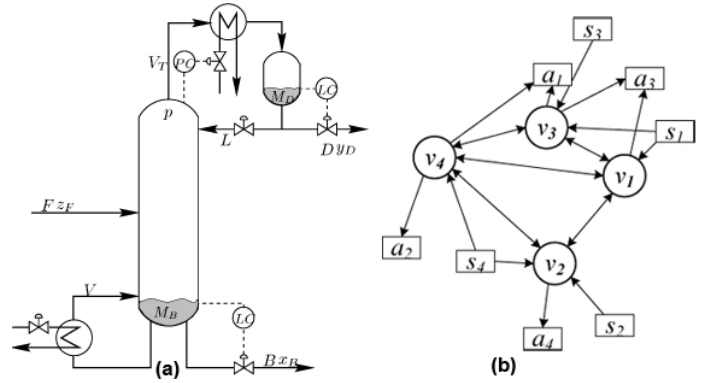 V_T
PC
M_D
LC
L
D y_D
p
F z_F
V
M_B
LC
B x_B
(a)
s_3
a_1
a_3
v_3
s_1
v_4
v_1
a_2
s_4
v_2
s_2
a_4
(b)